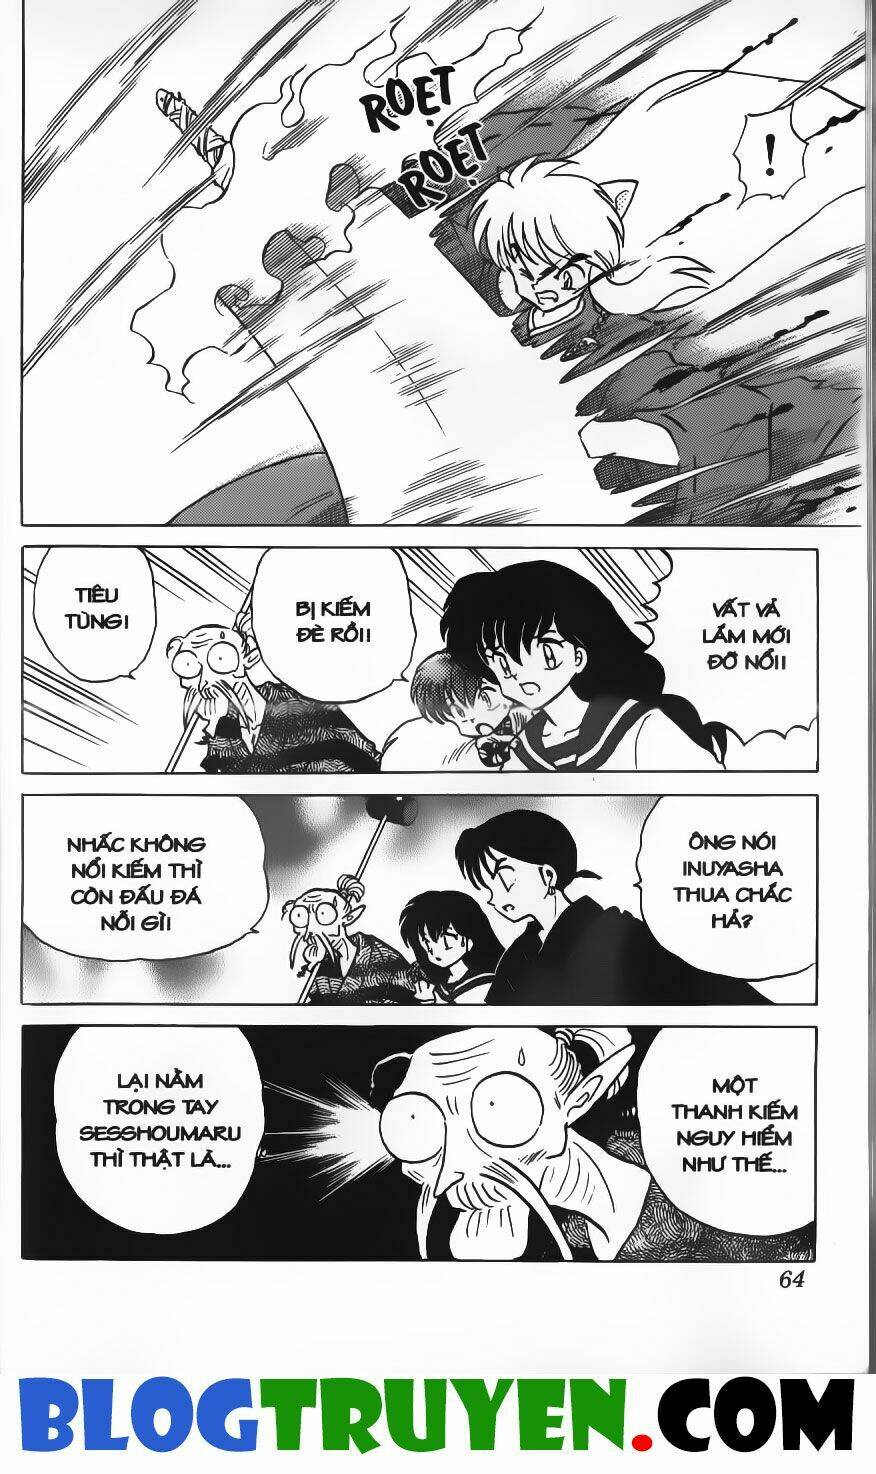 ROẸT
ROẸT
!
VẤT VẢ
LẮM MỚI
ĐỠ NỔI!
BỊ KIẾM
ĐÈ RỒI!
TIÊU
TÙNG!
ÔNG NÓI
INUYASHA
THUA CHẮC
HẢ?
NHẤC KHÔNG
NỔI KIẾM THÌ
CÒN ĐẤU ĐÁ
NỖI GÌ!
MỘT
THANH KIẾM
NGUY HIỂM
NHƯ THẾ...
LẠI NẰM
TRONG TAY
SESSHOUMARU
THÌ THẬT LÀ...
64
BLOGTRUYEN.COM